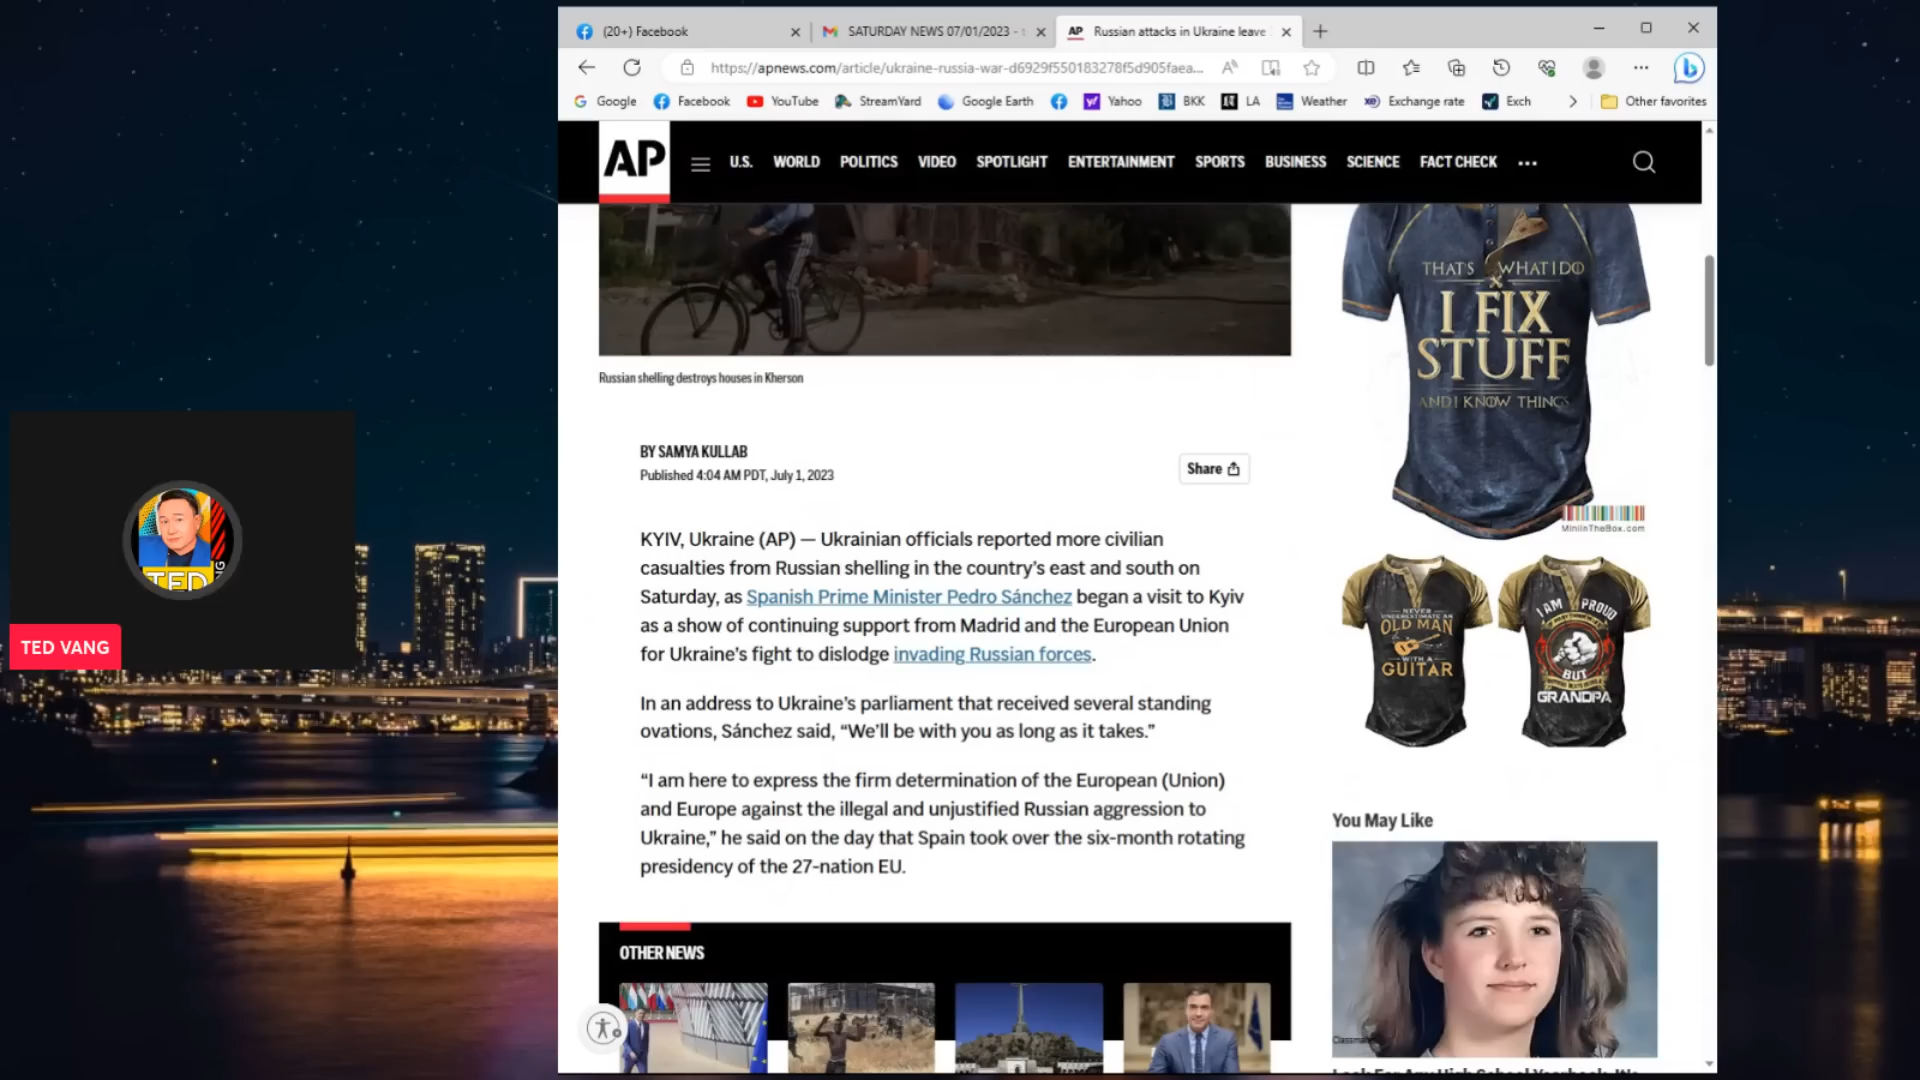 (20+) Facebook
SATURDAY NEWS 07/01/2023 -
AP Russian attacks in Ukraine leave
https://apnews.com/article/ukraine-russia-war-d6929f550183278f5d905faea...
Google Facebook YouTube StreamYard Google Earth Yahoo BKK LA Weather Exchange rate Exch Other favorites
AP
U.S. WORLD POLITICS VIDEO SPOTLIGHT ENTERTAINMENT SPORTS BUSINESS SCIENCE FACT CHECK
THAT'S WHAT I DO
I FIX
STUFF
AND I KNOW THINGS
MiniInTheBox.com
Russian shelling destroys houses in Kherson
BY SAMYA KULLAB
Published 4:04 AM PDT, July 1, 2023
Share
KYIV, Ukraine (AP) — Ukrainian officials reported more civilian
casualties from Russian shelling in the country’s east and south on
Saturday, as Spanish Prime Minister Pedro Sánchez began a visit to Kyiv
as a show of continuing support from Madrid and the European Union
for Ukraine’s fight to dislodge invading Russian forces.
In an address to Ukraine’s parliament that received several standing
ovations, Sánchez said, “We’ll be with you as long as it takes.”
“I am here to express the firm determination of the European (Union)
and Europe against the illegal and unjustified Russian aggression to
Ukraine,” he said on the day that Spain took over the six-month rotating
presidency of the 27-nation EU.
OTHER NEWS
NEVER
UNDERESTIMATE AN
OLD MAN
WITH A
GUITAR
I AM PROUD
BUT
GRANDPA
You May Like
TED
TED VANG